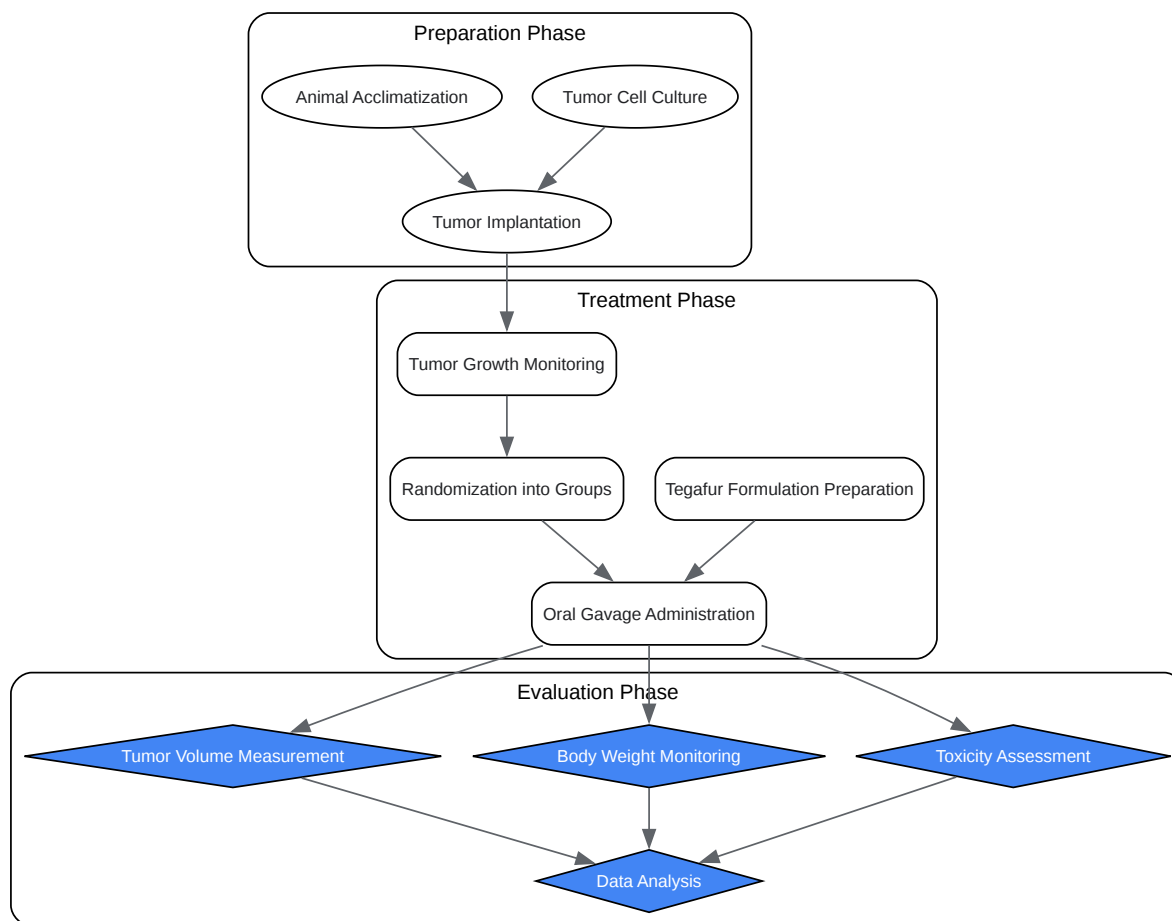 Preparation Phase
Animal Acclimatization
Tumor Cell Culture
Tumor Implantation
Treatment Phase
Tumor Growth Monitoring
Randomization into Groups
Tegafur Formulation Preparation
Oral Gavage Administration
Evaluation Phase
Tumor Volume Measurement
Body Weight Monitoring
Toxicity Assessment
Data Analysis